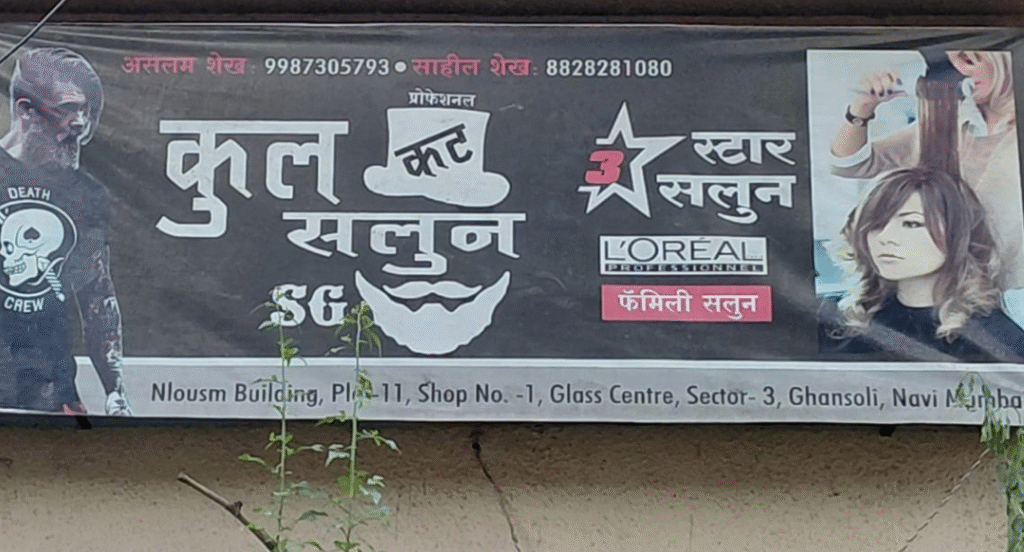 असलम शेख : 9987305793 • साहील शेख : 8828281080
प्रोफेशनल
कुल कट
सलुन
SG
3 स्टार
सलुन
L'ORÉAL
PROFESSIONNEL
फॅमिली सलुन
DEATH
CREW
Nlousm Building, -11, Shop No. -1, Glass Centre, Sector- 3, Ghansoli, Navi